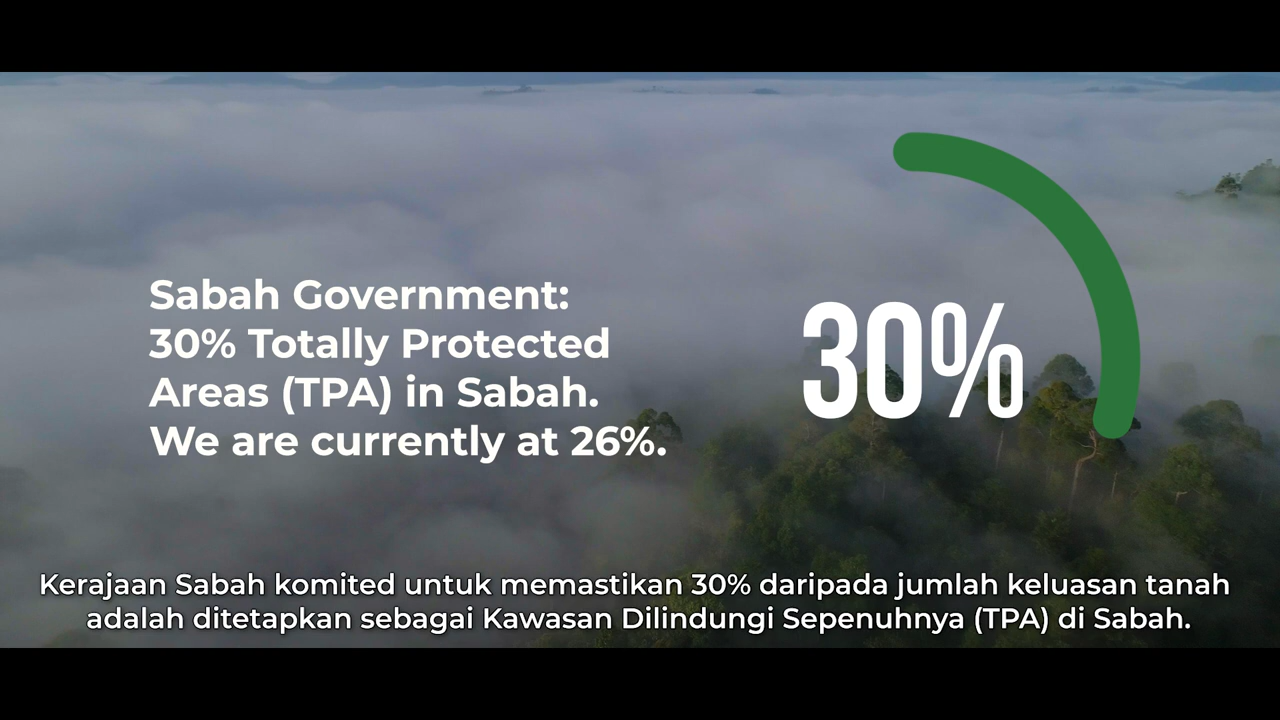 Sabah Government:
30% Totally Protected
Areas (TPA) in Sabah.
We are currently at 26%.
30%
Kerajaan Sabah komited untuk memastikan 30% daripada jumlah keluasan tanah
adalah ditetapkan sebagai Kawasan Dilindungi Sepenuhnya (TPA) di Sabah.